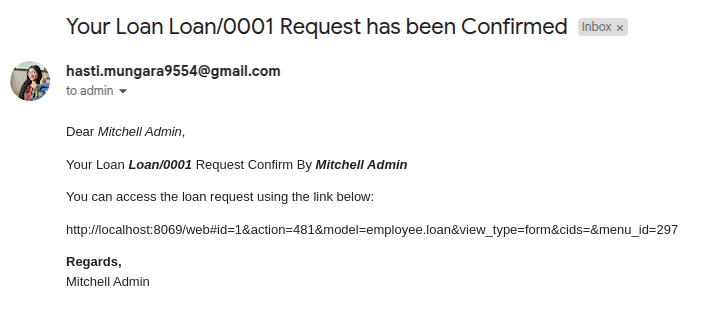 Your Loan Loan/0001 Request has been Confirmed Inbox ×
hasti.mungara9554@gmail.com
to admin
Dear Mitchell Admin,
Your Loan Loan/0001 Request Confirm By Mitchell Admin
You can access the loan request using the link below:
http://localhost:8069/web#id=1&action=481&model=employee.loan&view_type=form&cids=&menu_id=297
Regards,
Mitchell Admin